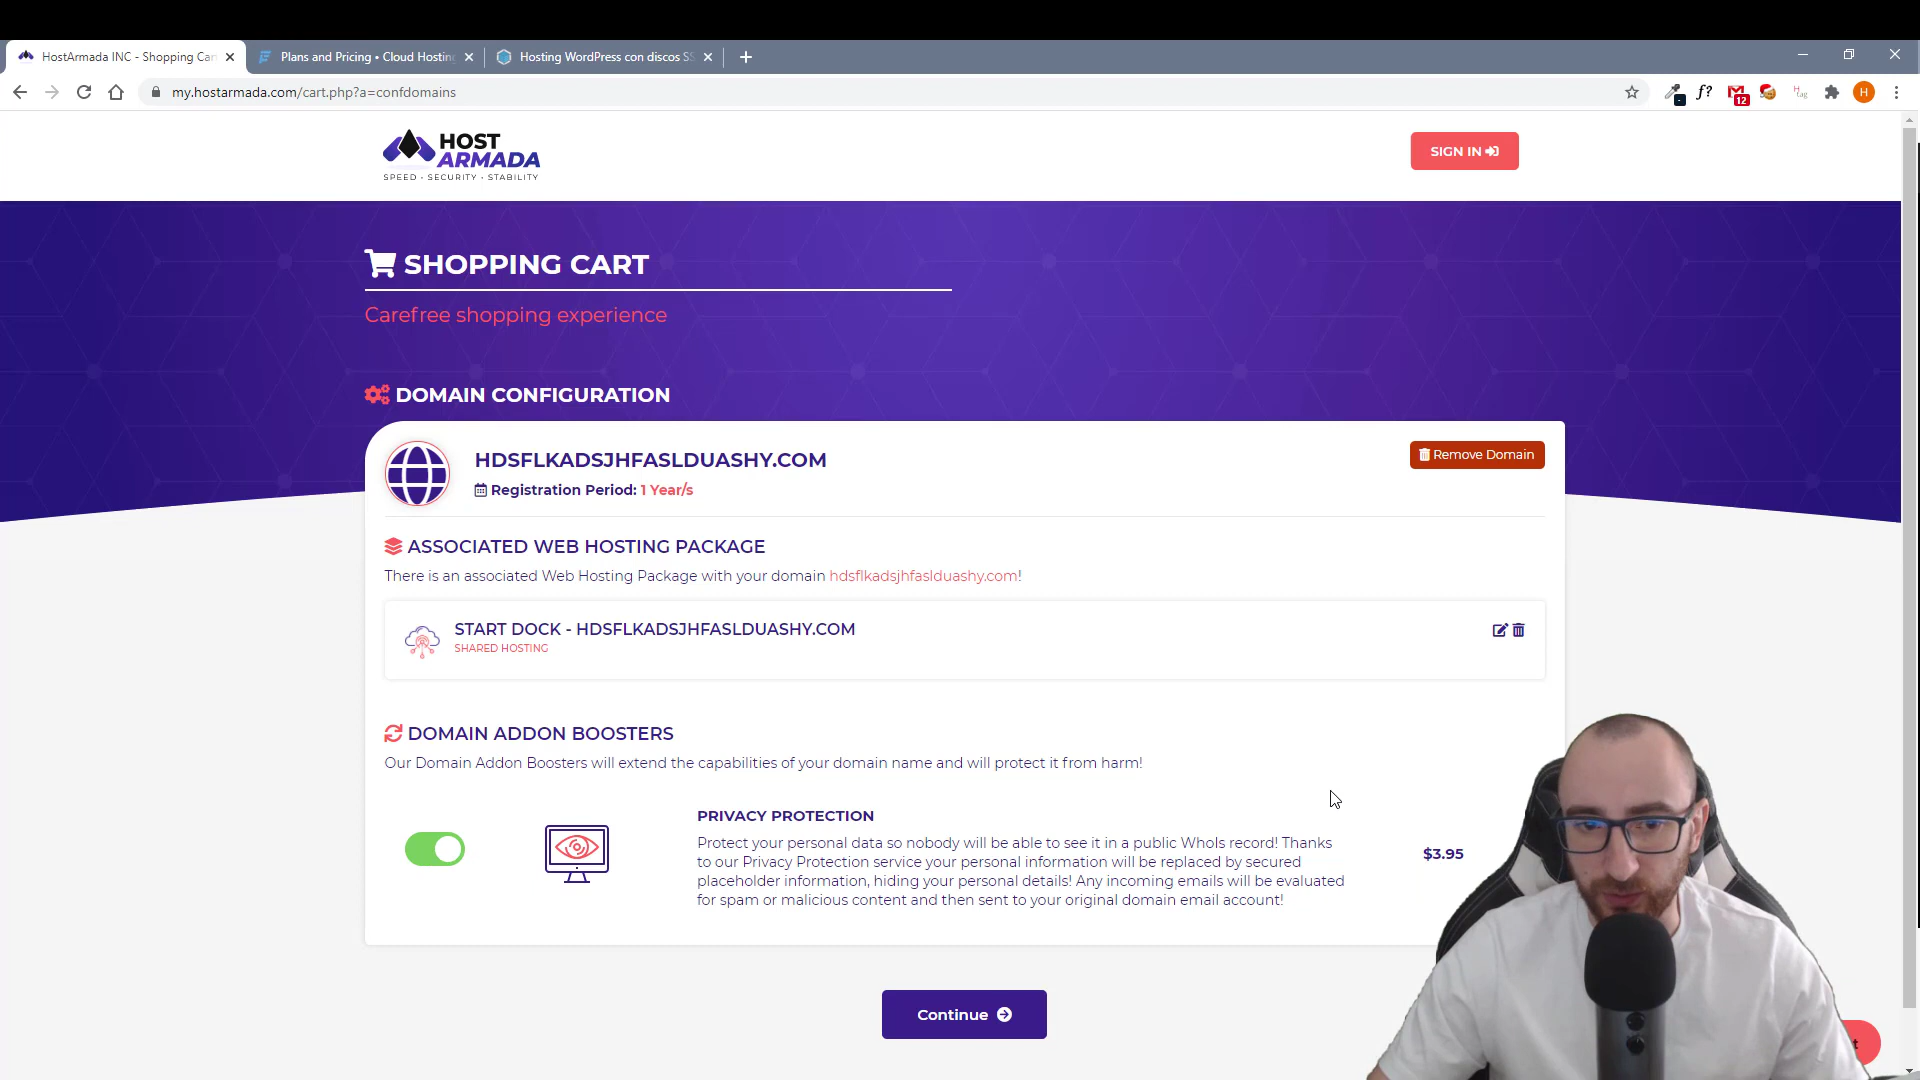 HostArmada INC - Shopping Car
Plans and Pricing • Cloud Hosting
Hosting WordPress con discos SS
my.hostarmada.com/cart.php?a=confdomains
f?
12
H
HOST
ARMADA
SPEED · SECURITY · STABILITY
SIGN IN
SHOPPING CART
Carefree shopping experience
DOMAIN CONFIGURATION
HDSFLKADSJHFASLDUASHY.COM
Remove Domain
Registration Period: 1 Year/s
ASSOCIATED WEB HOSTING PACKAGE
There is an associated Web Hosting Package with your domain hdsflkadsjhfaslduashy.com!
START DOCK - HDSFLKADSJHFASLDUASHY.COM
SHARED HOSTING
DOMAIN ADDON BOOSTERS
Our Domain Addon Boosters will extend the capabilities of your domain name and will protect it from harm!
PRIVACY PROTECTION
Protect your personal data so nobody will be able to see it in a public WhoIs record! Thanks
to our Privacy Protection service your personal information will be replaced by secured
placeholder information, hiding your personal details! Any incoming emails will be evaluated
for spam or malicious content and then sent to your original domain email account!
$3.95
Continue